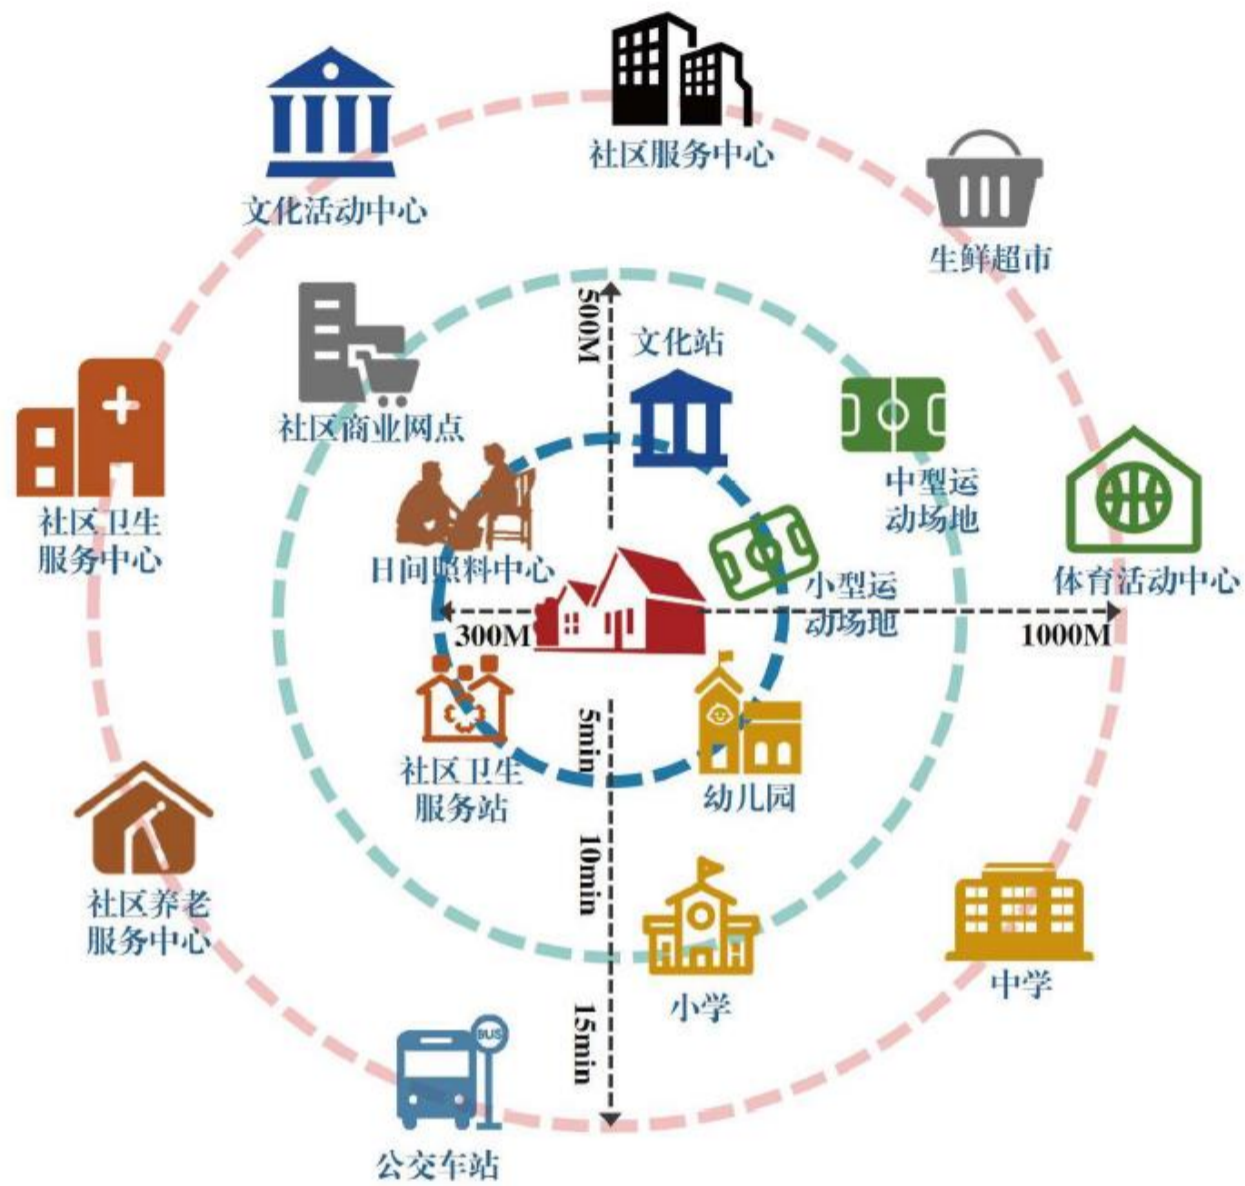 社区服务中心
文化活动中心
生鲜超市
500M
文化站
社区商业网点
中型运
动场地
社区卫生
服务中心
日间照料中心
体育活动中心
小型运
动场地
300M
1000M
5min
社区卫生
服务站
幼儿园
10min
社区养老
服务中心
小学
中学
15min
BUS
公交车站